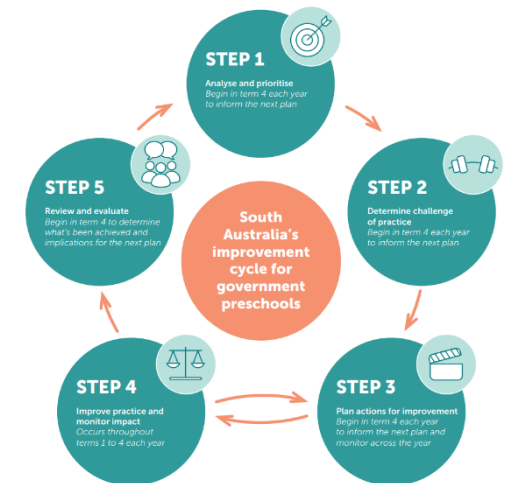 STEP 1
Analyse and prioritise
Begin in term 4 each year
to inform the next plan
STEP 2
Determine challenge
of practice
Begin in term 4 each year
to inform the next plan
STEP 3
Plan actions for improvement
Begin in term 4 each year
to inform the next plan and
monitor across the year
STEP 4
Improve practice and
monitor impact
Occurs throughout
terms 1 to 4 each year
STEP 5
Review and evaluate
Begin in term 4 to determine
what's been achieved and
implications for the next plan
South
Australia's
improvement
cycle for
government
preschools